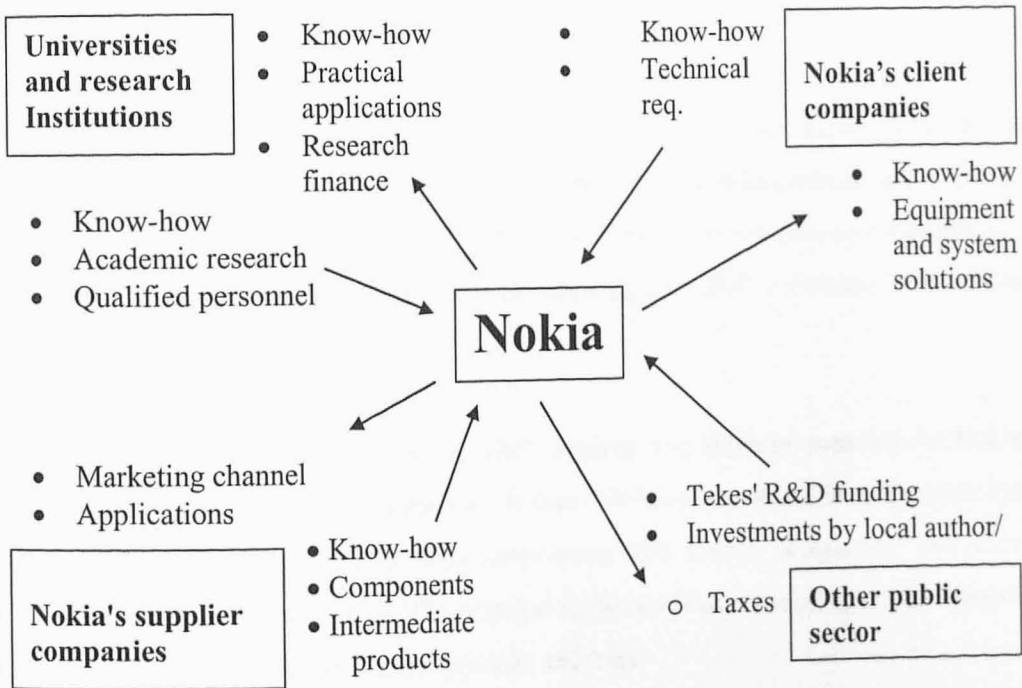 Universities
and research
Institutions
• Know-how
• Practical
applications
• Research
finance
• Know-how
• Technical
req.
Nokia's client
companies
• Know-how
• Academic research
• Qualified personnel
• Know-how
• Equipment
and system
solutions
Nokia
• Marketing channel
• Applications
Nokia's supplier
companies
• Know-how
• Components
• Intermediate
products
• Tekes' R&D funding
• Investments by local author/
○ Taxes
Other public
sector